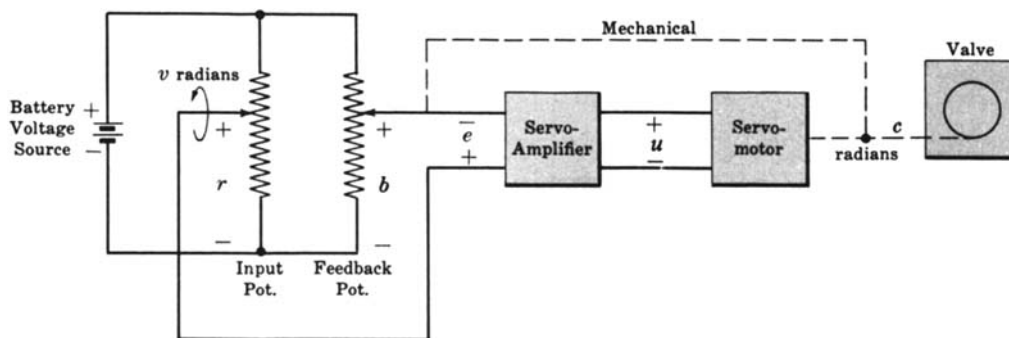 Mechanical
Valve
v radians
Battery
Voltage
Source
+
−
+
r
−
Input
Pot.
+
b
−
Feedback
Pot.
−
e
+
Servo-
Amplifier
+
u
−
Servo-
motor
c
radians